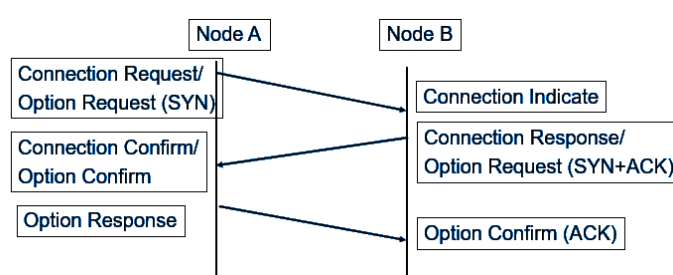 Node A
Node B
Connection Request/
Option Request (SYN)
Connection Indicate
Connection Response/
Option Request (SYN+ACK)
Connection Confirm/
Option Confirm
Option Response
Option Confirm (ACK)